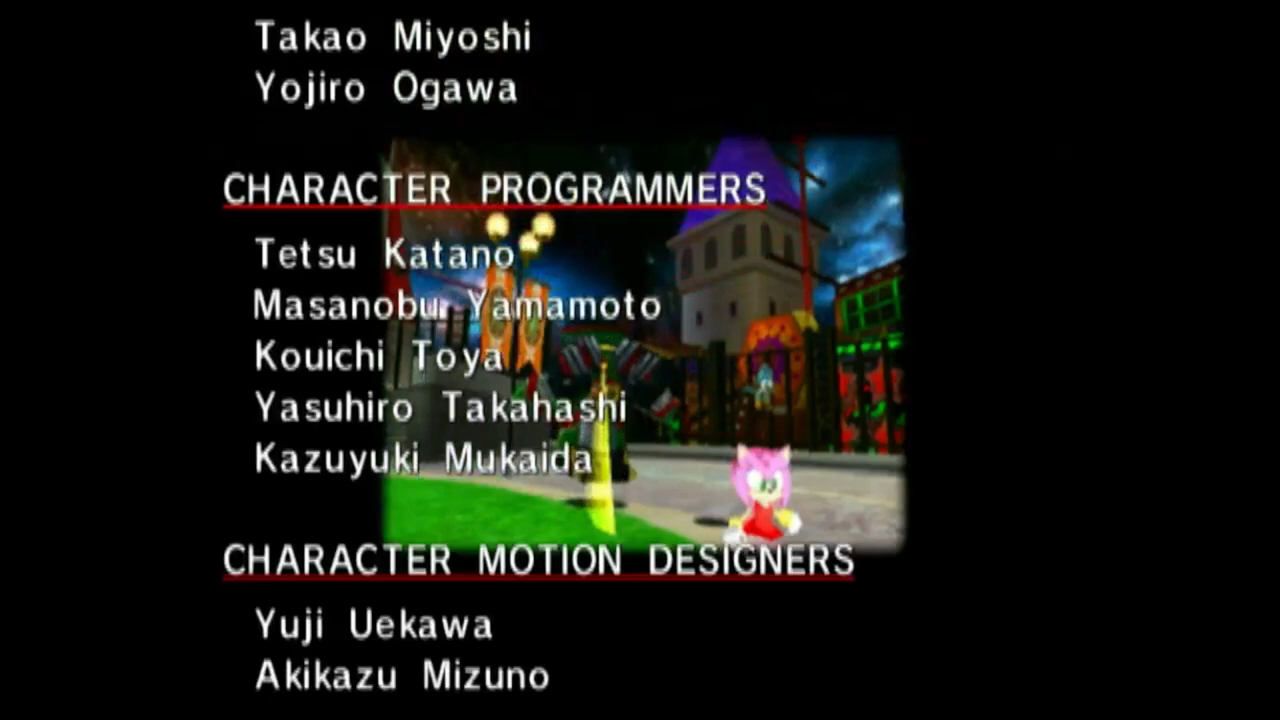 Takao Miyoshi
Yojiro Ogawa
CHARACTER PROGRAMMERS
Tetsu Katano
Masanobu Yamamoto
Kouichi Toya
Yasuhiro Takahashi
Kazuyuki Mukaida
CHARACTER MOTION DESIGNERS
Yuji Uekawa
Akikazu Mizuno